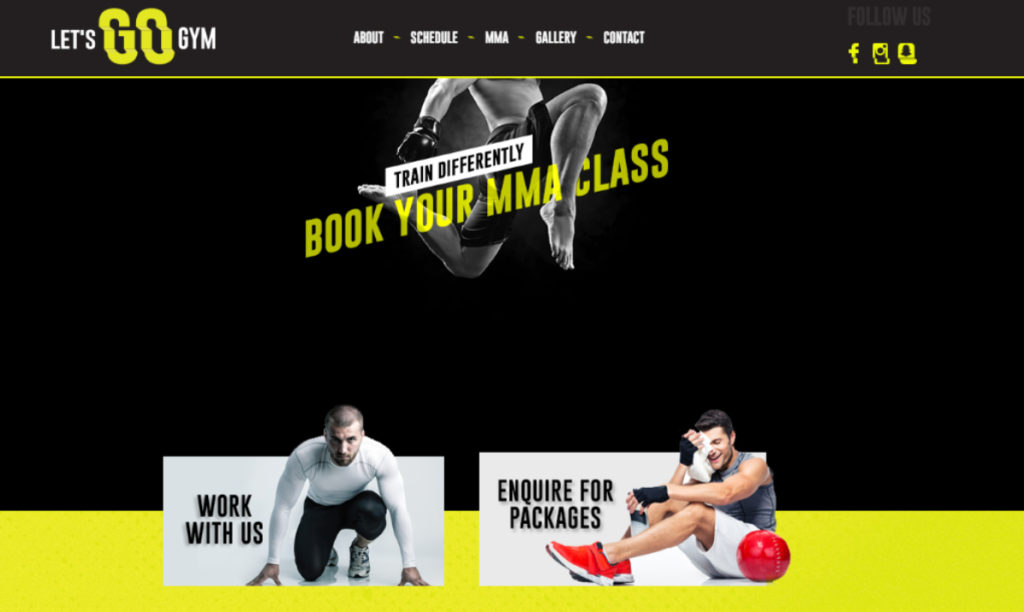 LET'S GO GYM
ABOUT - SCHEDULE - MMA - GALLERY - CONTACT
FOLLOW US
TRAIN DIFFERENTLY
BOOK YOUR MMA CLASS
WORK
WITH US
ENQUIRE FOR
PACKAGES